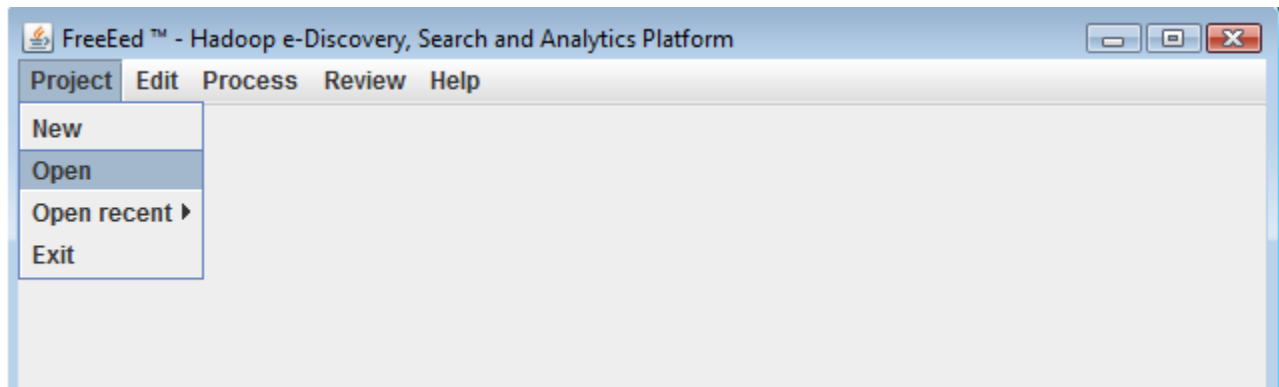 FreeEed ™ - Hadoop e-Discovery, Search and Analytics Platform
Project Edit Process Review Help
New
Open
Open recent
Exit